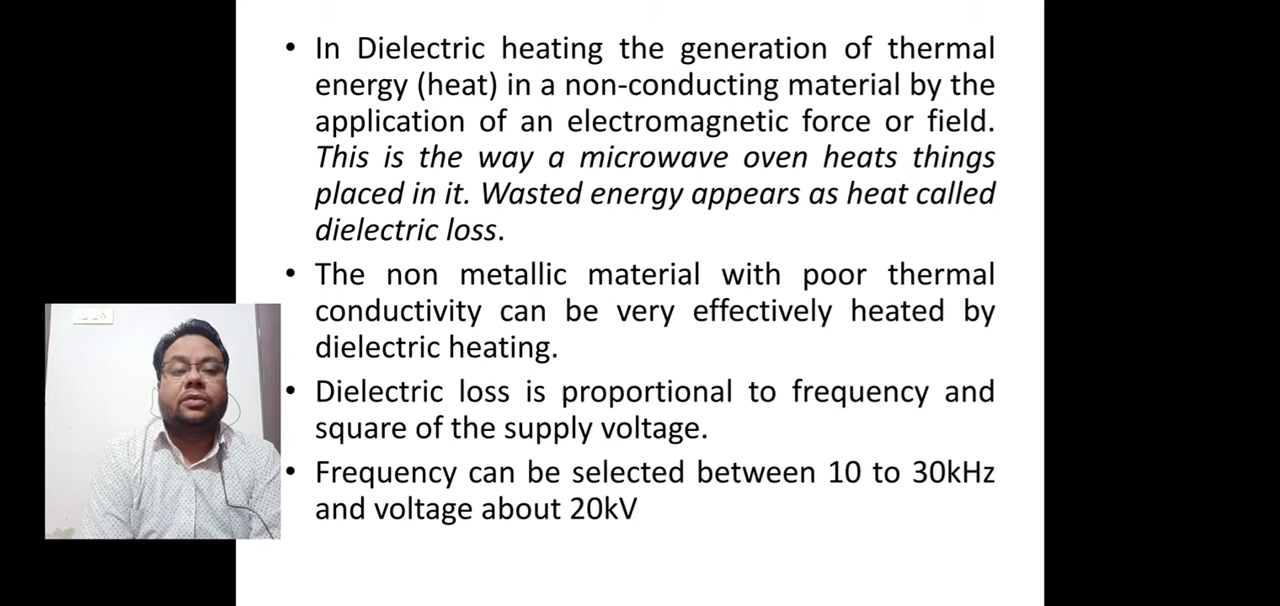 • In Dielectric heating the generation of thermal
energy (heat) in a non-conducting material by the
application of an electromagnetic force or field.
This is the way a microwave oven heats things
placed in it. Wasted energy appears as heat called
dielectric loss.
• The non metallic material with poor thermal
conductivity can be very effectively heated by
dielectric heating.
• Dielectric loss is proportional to frequency and
square of the supply voltage.
• Frequency can be selected between 10 to 30kHz
and voltage about 20kV